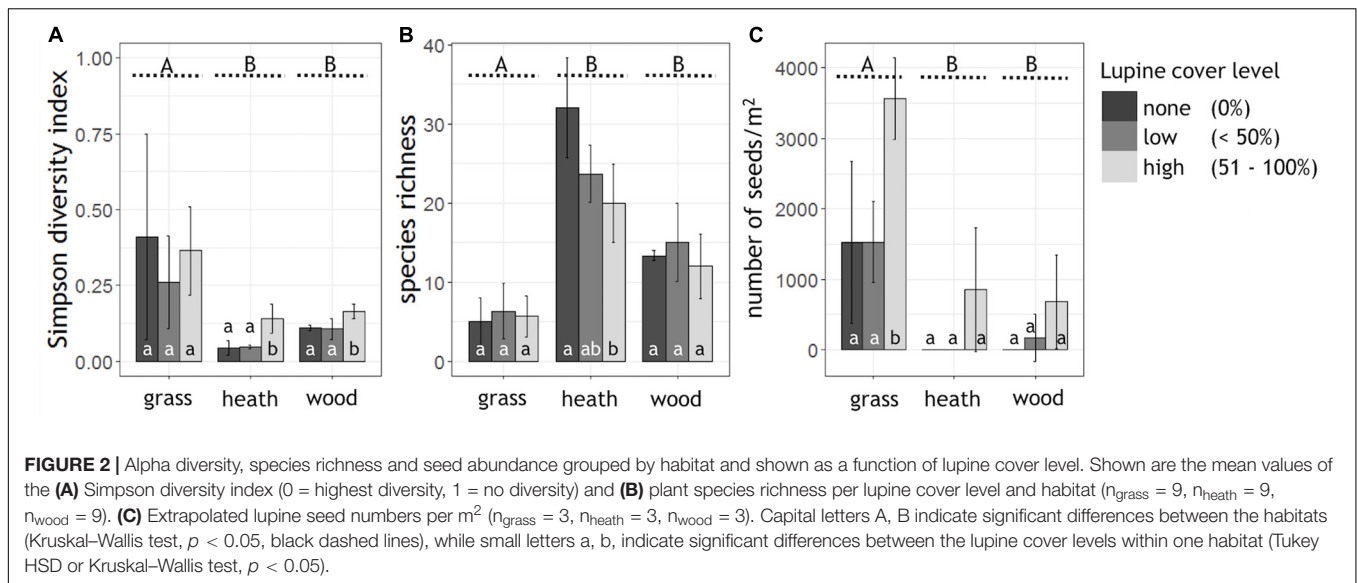 A
Simpson diversity index
1.00
0.75
0.50
0.25
0.00
A B B
a a a a a b a a b
grass heath wood
B
species richness
40
30
20
10
0
A B B
a a a a ab b a a a
grass heath wood
C
number of seeds/m²
4000
3000
2000
1000
0
A B B
a a b a a a a a a
grass heath wood
Lupine cover level
none (0%)
low (< 50%)
high (51 - 100%)
FIGURE 2 | Alpha diversity, species richness and seed abundance grouped by habitat and shown as a function of lupine cover level. Shown are the mean values of
the (A) Simpson diversity index (0 = highest diversity, 1 = no diversity) and (B) plant species richness per lupine cover level and habitat (ngrass = 9, nheath = 9,
nwood = 9). (C) Extrapolated lupine seed numbers per m² (ngrass = 3, nheath = 3, nwood = 3). Capital letters A, B indicate significant differences between the habitats
(Kruskal–Wallis test, p < 0.05, black dashed lines), while small letters a, b, indicate significant differences between the lupine cover levels within one habitat (Tukey
HSD or Kruskal–Wallis test, p < 0.05).